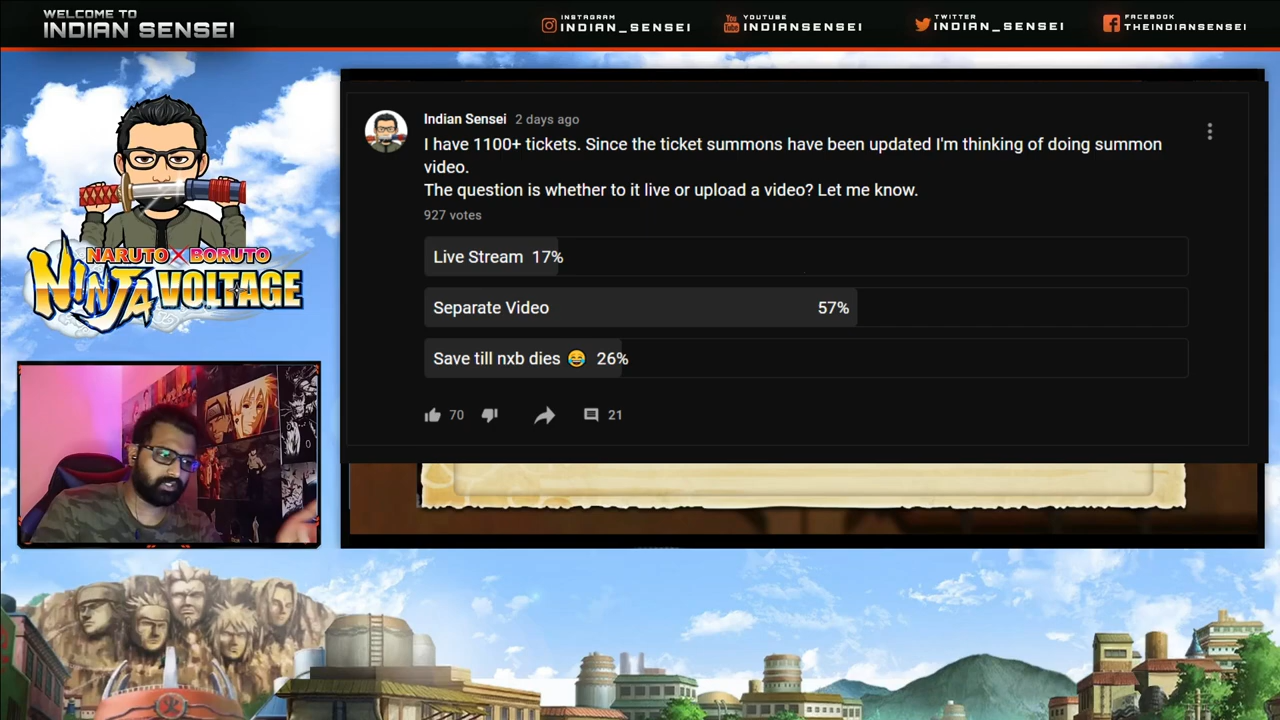 WELCOME TO
INDIAN SENSEI
INSTAGRAM
INDIAN_SENSEI
You
Tube
YOUTUBE
INDIANSENSEI
TWITTER
INDIAN_SENSEI
FACEBOOK
THEINDIANSENSEI
NARUTO X BORUTO
NINJA VOLTAGE
Indian Sensei 2 days ago
I have 1100+ tickets. Since the ticket summons have been updated I'm thinking of doing summon
video.
The question is whether to it live or upload a video? Let me know.
927 votes
Live Stream 17%
Separate Video 57%
Save till nxb dies 😂 26%
70 21